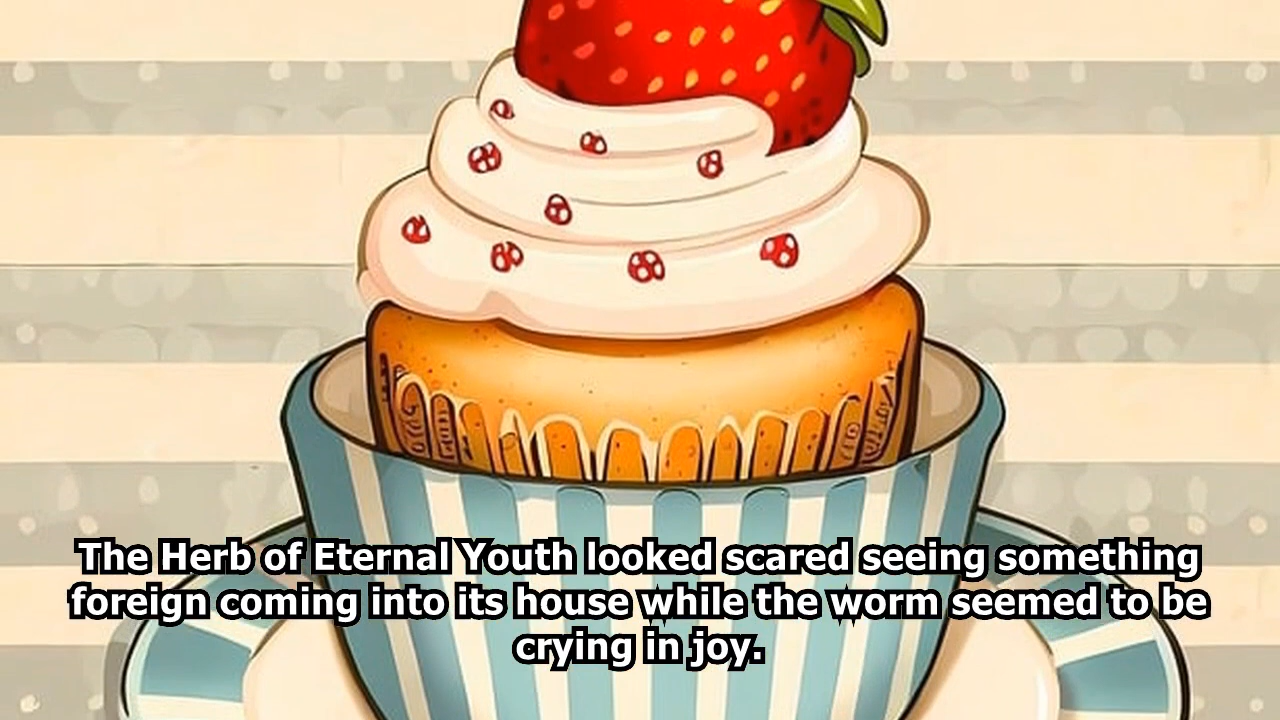 The Herb of Eternal Youth looked scared seeing something
foreign coming into its house while the worm seemed to be
crying in joy.